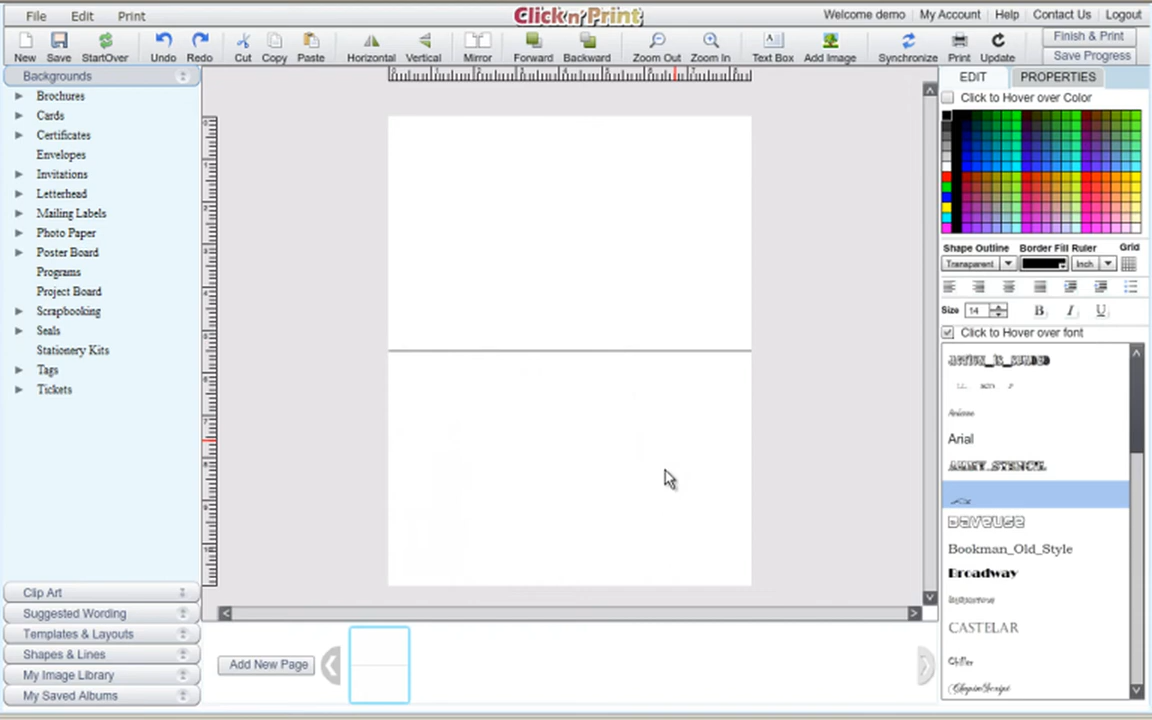 File Edit Print Click n' Print Welcome demo My Account Help Contact Us Logout
New Save StartOver Undo Redo Cut Copy Paste Horizontal Vertical Mirror Forward Backward Zoom Out Zoom In Text Box Add Image Synchronize Print Update Finish & Print
Save Progress
Backgrounds
Brochures
Cards
Certificates
Envelopes
Invitations
Letterhead
Mailing Labels
Photo Paper
Poster Board
Programs
Project Board
Scrapbooking
Seals
Stationery Kits
Tags
Tickets
Clip Art
Suggested Wording
Templates & Layouts
Shapes & Lines
My Image Library
My Saved Albums
Add New Page
EDIT PROPERTIES
Click to Hover over Color
Shape Outline Border Fill Ruler Grid
Transparent Inch
Size 14 B I U
Click to Hover over font
Arial
ARMY_STENCIL
Baveuse
Bookman_Old_Style
Broadway
CASTELAR
Chiller
ChopinScript